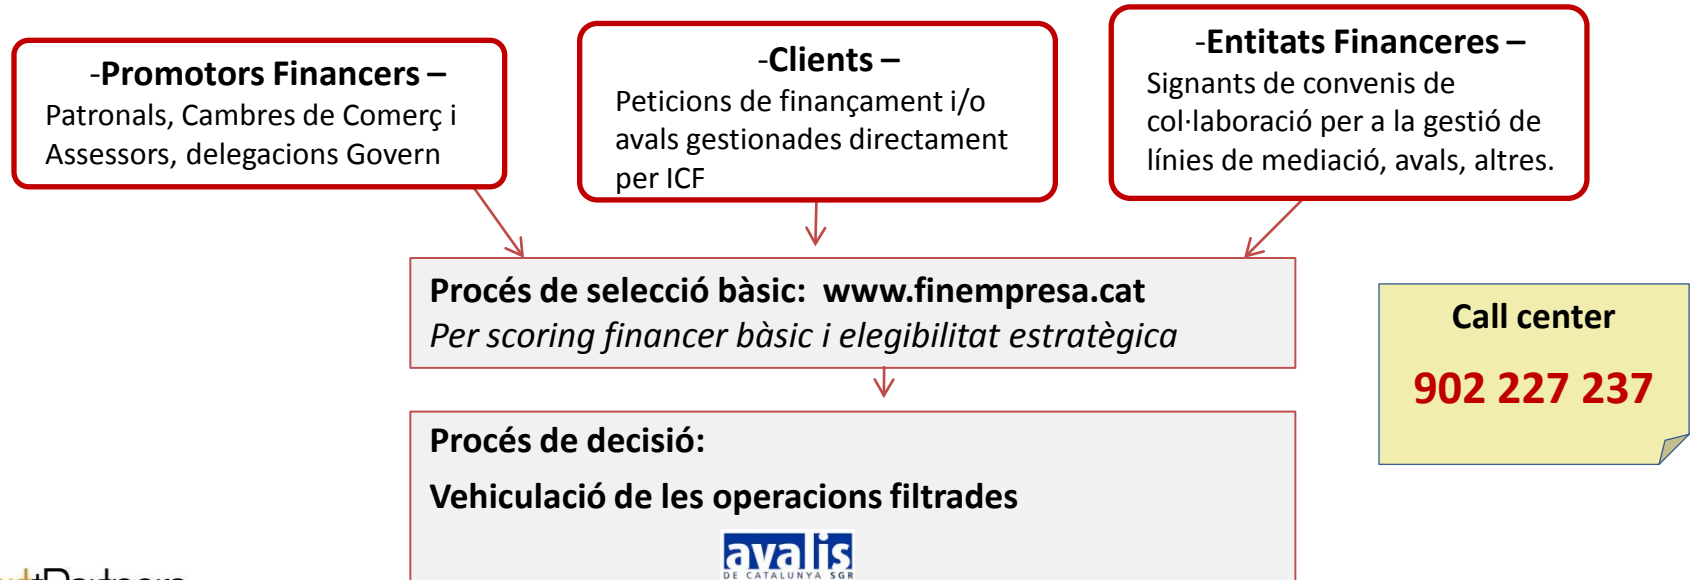 -Promotors Financers –
Patronals, Cambres de Comerç i
Assessors, delegacions Govern
-Clients –
Peticions de finançament i/o
avals gestionades directament
per ICF
-Entitats Financeres –
Signants de convenis de
col·laboració per a la gestió de
línies de mediació, avals, altres.
Procés de selecció bàsic: www.finempresa.cat
Per scoring financer bàsic i elegibilitat estratègica
Call center
902 227 237
Procés de decisió:
Vehiculació de les operacions filtrades
avalis
DE CATALUNYA SGR